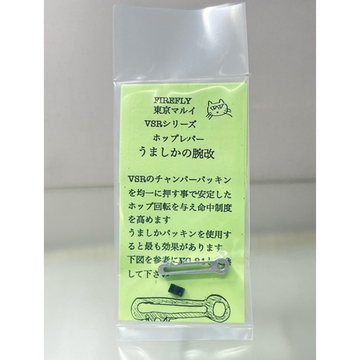 FIREFLY
東京マルイ
VSRシリーズ
ホップレバー
うましかの腕改
VSRのチャンバーパッキン
を均一に押す事で安定した
ホップ回転を与え命中制度
を高めます
うましかパッキンを使用す
ると最も効果があります
下図を参考に
して下さい